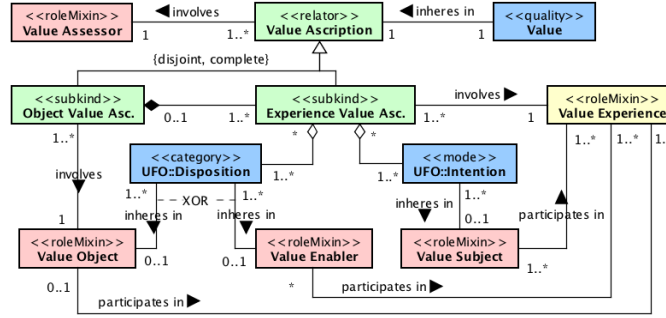 <<roleMixin>>
Value Assessor
involves
1
1..*
<<relator>>
Value Ascription
inheres in
1
1
<<quality>>
Value
{disjoint, complete}
<<subkind>>
Object Value Asc.
0..1
1..*
<<subkind>>
Experience Value Asc.
involves
1..*
1
<<roleMixin>>
Value Experience
1..*
*
*
1..*
1..*
1..
<<category>>
UFO::Disposition
1..*
1..*
<<mode>>
UFO::Intention
involves
1..*
XOR
1..*
1..*
inheres in
inheres in
inheres in
0..1
participates in
1
<<roleMixin>>
Value Object
0..1
0..1
<<roleMixin>>
Value Enabler
<<roleMixin>>
Value Subject
1..*
0..1
*
participates in
participates in